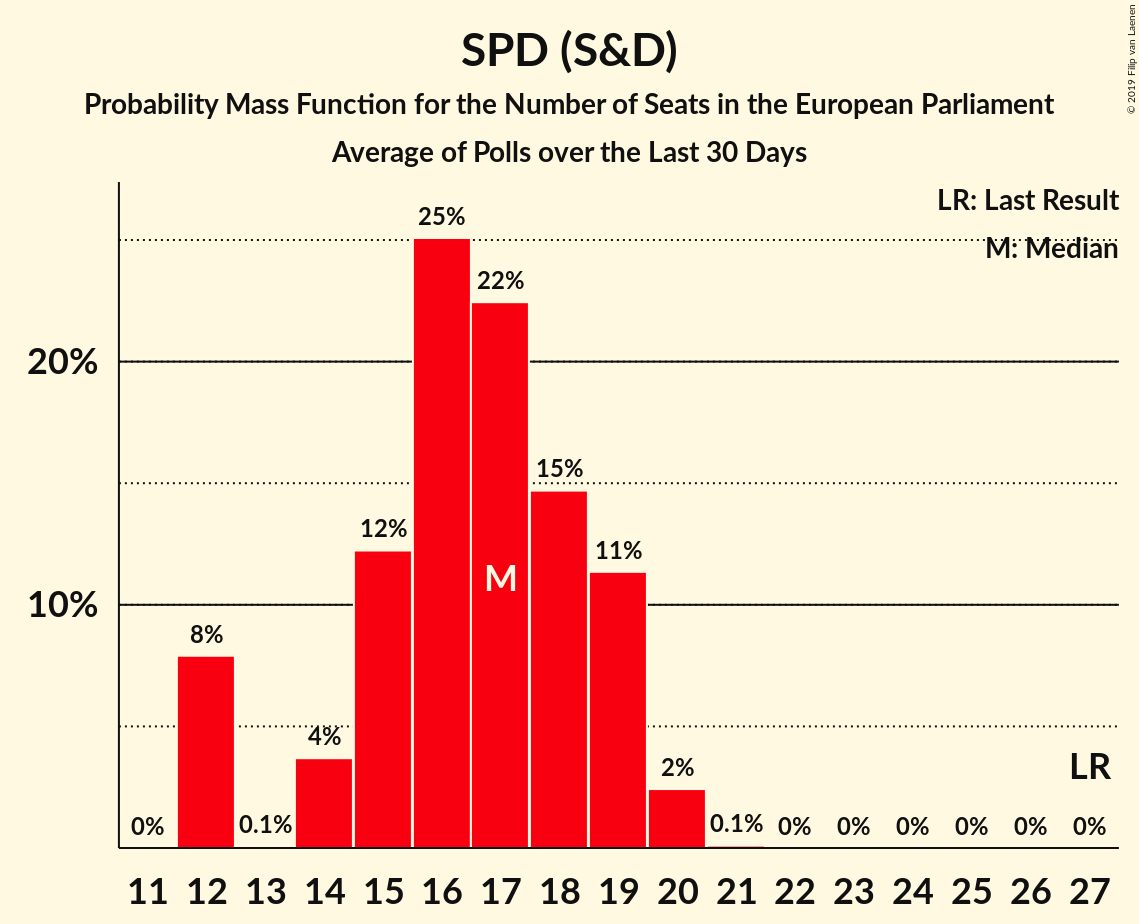 SPD (S&D)
Probability Mass Function for the Number of Seats in the European Parliament
Average of Polls over the Last 30 Days
© 2019 Filip van Laenen
LR: Last Result
M: Median
20%
10%
0%
8%
0.1%
4%
12%
25%
22%
15%
11%
2%
0.1%
0%
0%
0%
0%
0%
0%
M
LR
11 12 13 14 15 16 17 18 19 20 21 22 23 24 25 26 27